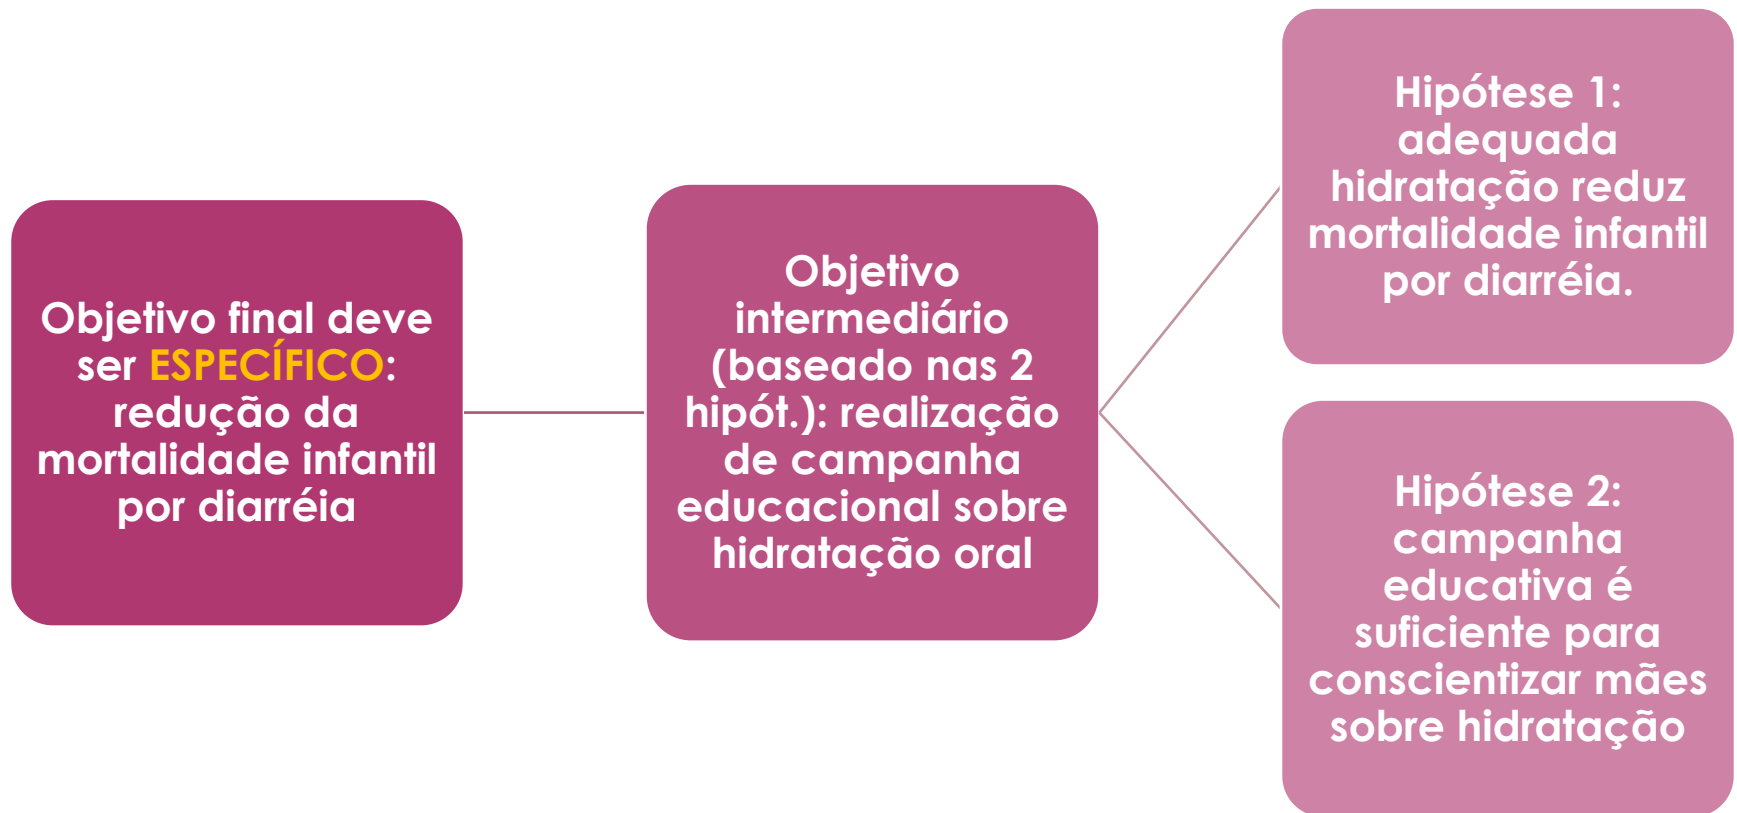 Objetivo final deve
ser ESPECÍFICO:
redução da
mortalidade infantil
por diarréia
Objetivo
intermediário
(baseado nas 2
hipót.): realização
de campanha
educacional sobre
hidratação oral
Hipótese 1:
adequada
hidratação reduz
mortalidade infantil
por diarréia.
Hipótese 2:
campanha
educativa é
suficiente para
conscientizar mães
sobre hidratação